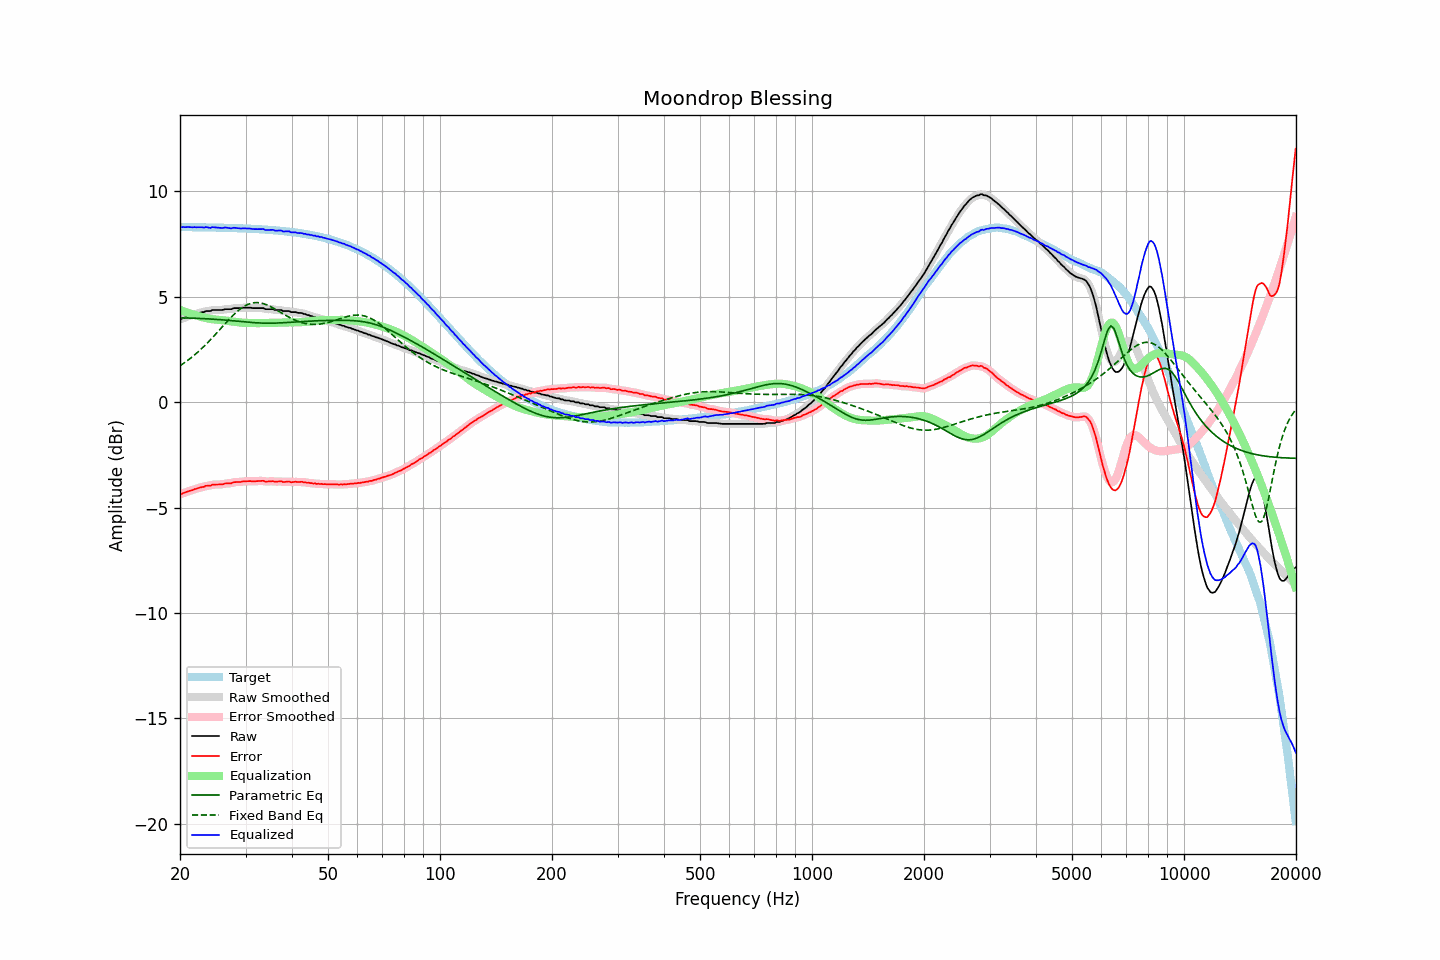 Moondrop Blessing
Amplitude (dBr)
10
5
0
−5
−10
−15
−20
Target
Raw Smoothed
Error Smoothed
Raw
Error
Equalization
Parametric Eq
Fixed Band Eq
Equalized
20 50 100 200 500 1000 2000 5000 10000 20000
Frequency (Hz)